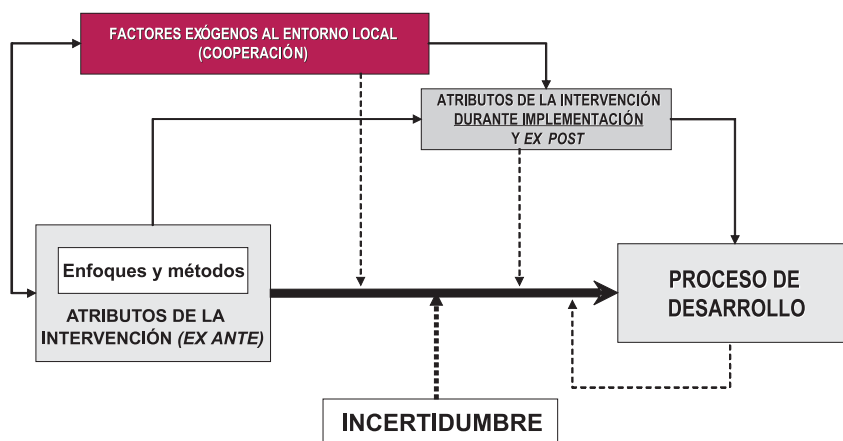 FACTORES EXÓGENOS AL ENTORNO LOCAL
(COOPERACIÓN)
ATRIBUTOS DE LA INTERVENCIÓN
DURANTE IMPLEMENTACIÓN
Y EX POST
Enfoques y métodos
ATRIBUTOS DE LA
INTERVENCIÓN (EX ANTE)
PROCESO DE
DESARROLLO
INCERTIDUMBRE